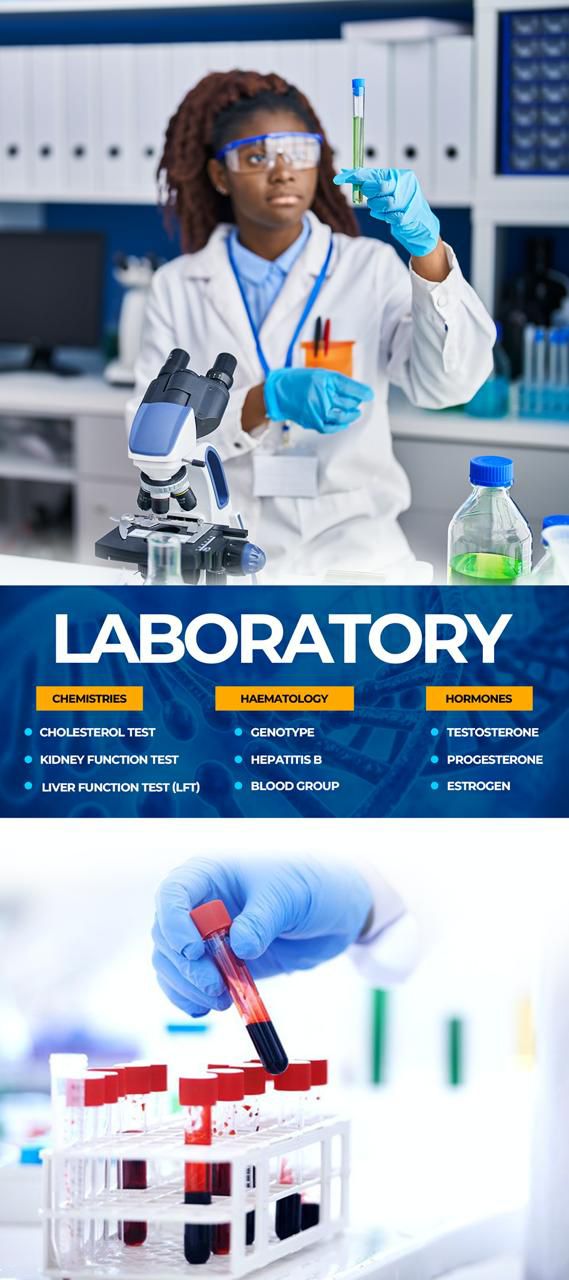 LABORATORY
CHEMISTRIES
CHOLESTEROL TEST
KIDNEY FUNCTION TEST
LIVER FUNCTION TEST (LFT)
HAEMATOLOGY
GENOTYPE
HEPATITIS B
BLOOD GROUP
HORMONES
TESTOSTERONE
PROGESTERONE
ESTROGEN